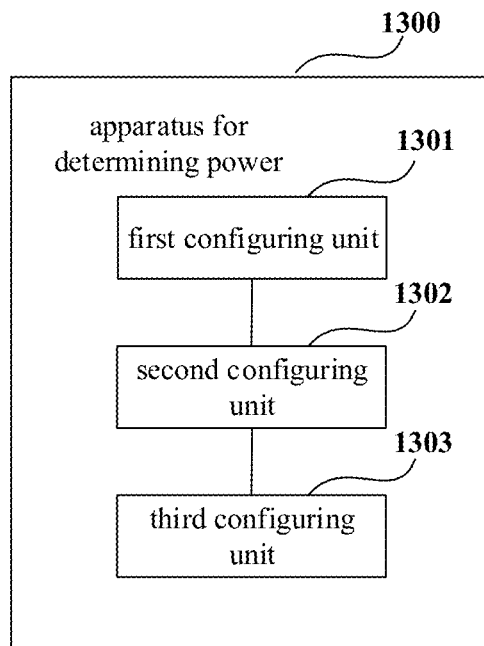 1300
apparatus for
determining power
1301
first configuring unit
1302
second configuring
unit
1303
third configuring
unit